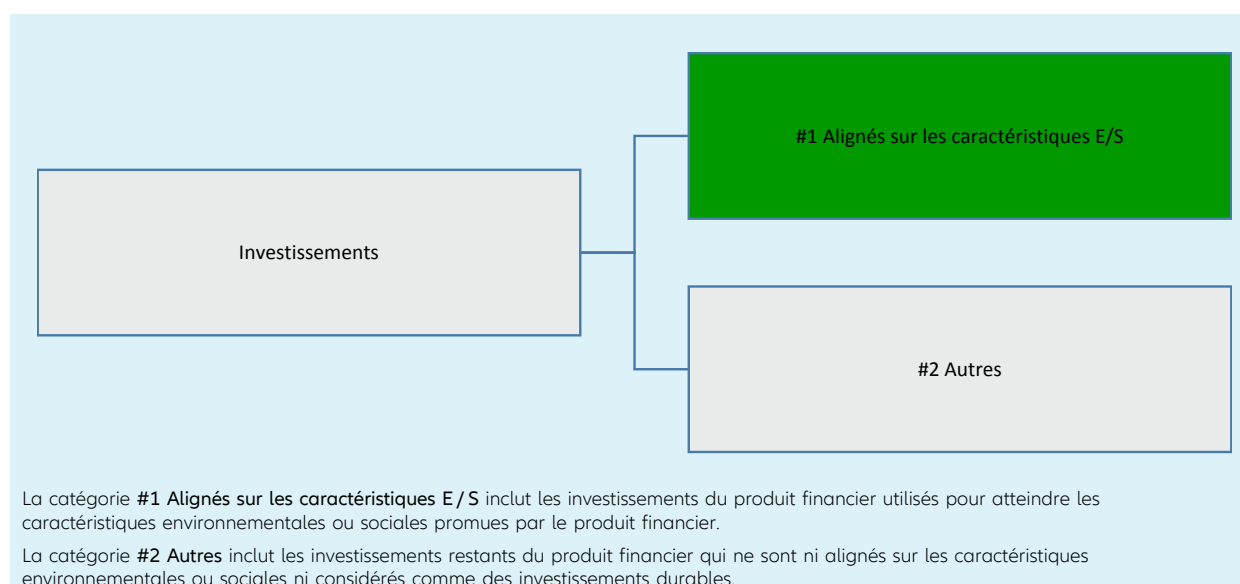 #1 Alignés sur les caractéristiques E/S
Investissements
#2 Autres
La catégorie #1 Alignés sur les caractéristiques E / S inclut les investissements du produit financier utilisés pour atteindre les
caractéristiques environnementales ou sociales promues par le produit financier.
La catégorie #2 Autres inclut les investissements restants du produit financier qui ne sont ni alignés sur les caractéristiques
environnementales ou sociales ni considérés comme des investissements durables.